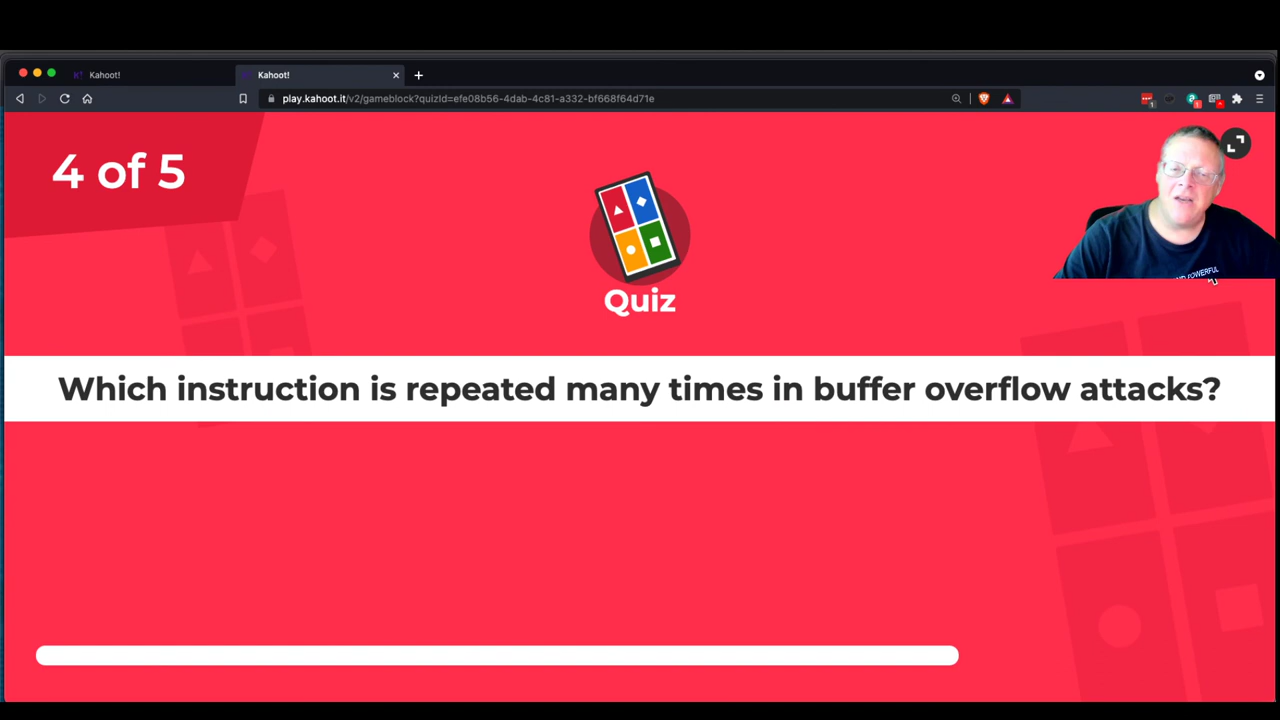 Kahoot!
Kahoot!
play.kahoot.it/v2/gameblock?quizId=efe08b56-4dab-4c81-a332-bf668f64d71e
4 of 5
Quiz
POWERFUL
Which instruction is repeated many times in buffer overflow attacks?